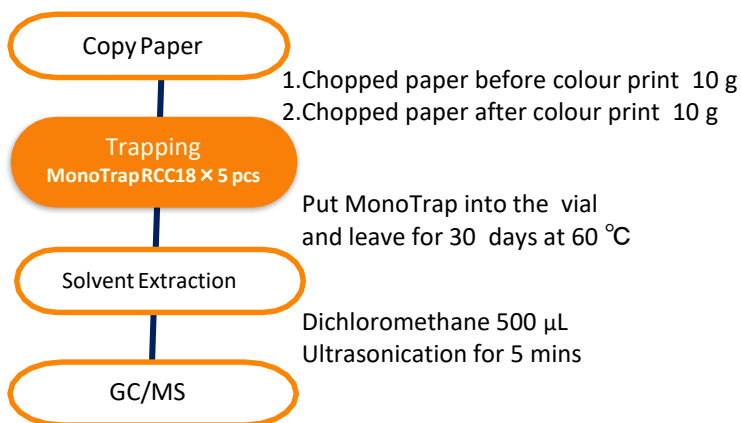 Copy Paper
1.Chopped paper before colour print 10 g
2.Chopped paper after colour print 10 g
Trapping
MonoTrap RCC18 × 5 pcs
Put MonoTrap into the vial
and leave for 30 days at 60 ℃
Solvent Extraction
Dichloromethane 500 µL
Ultrasonication for 5 mins
GC/MS